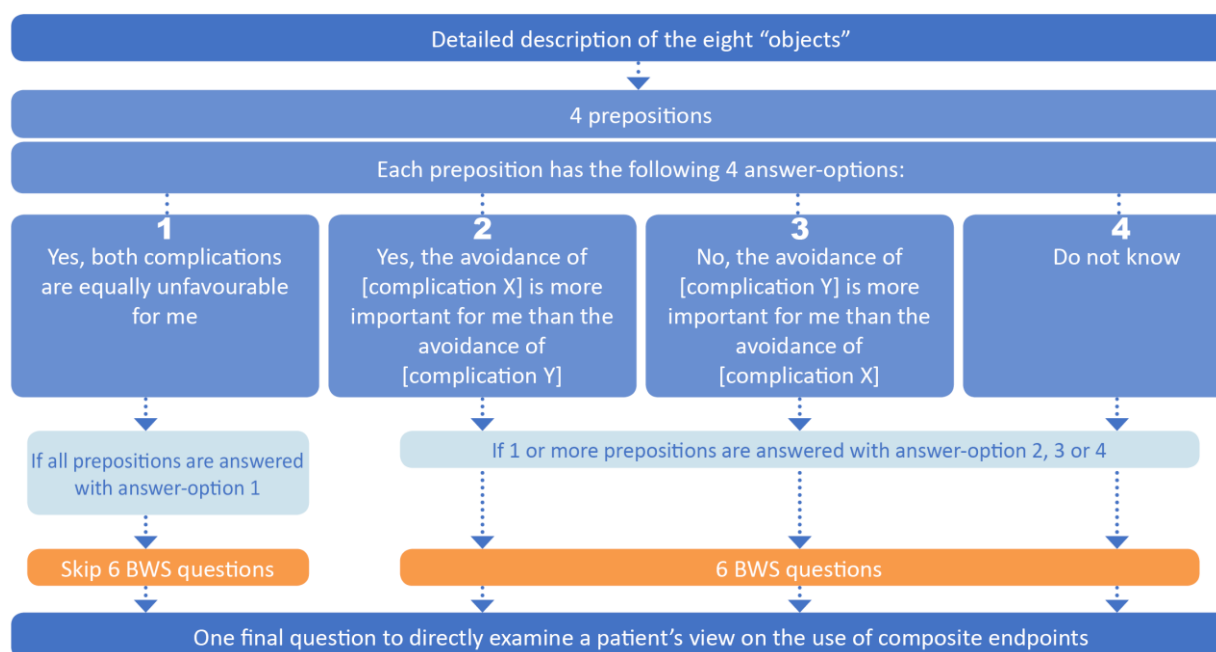 Detailed description of the eight “objects”
4 prepositions
Each preposition has the following 4 answer-options:
1
Yes, both complications
are equally unfavourable
for me
2
Yes, the avoidance of
[complication X] is more
important for me than the
avoidance of
[complication Y]
3
No, the avoidance of
[complication Y] is more
important for me than the
avoidance of
[complication X]
4
Do not know
If all prepositions are answered
with answer-option 1
If 1 or more prepositions are answered with answer-option 2, 3 or 4
Skip 6 BWS questions
6 BWS questions
One final question to directly examine a patient’s view on the use of composite endpoints